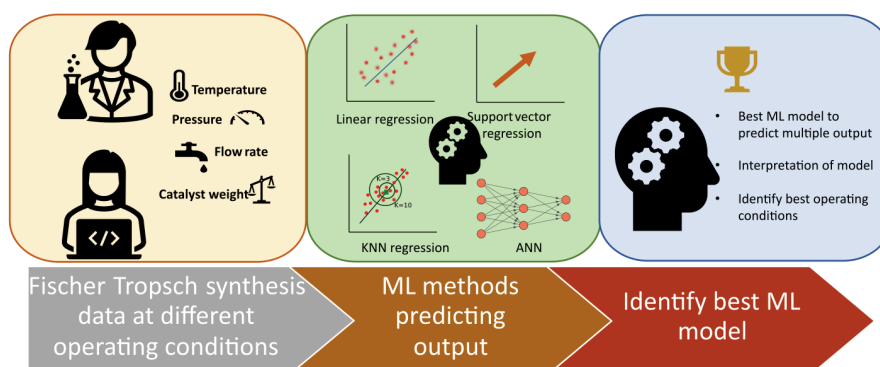 Temperature
Pressure
Flow rate
Catalyst weight
</>
Linear regression
Support vector
regression
K=3
K=10
KNN regression
ANN
• Best ML model to
predict multiple output
• Interpretation of model
• Identify best operating
conditions
Fischer Tropsch synthesis
data at different
operating conditions
ML methods
predicting
output
Identify best ML
model